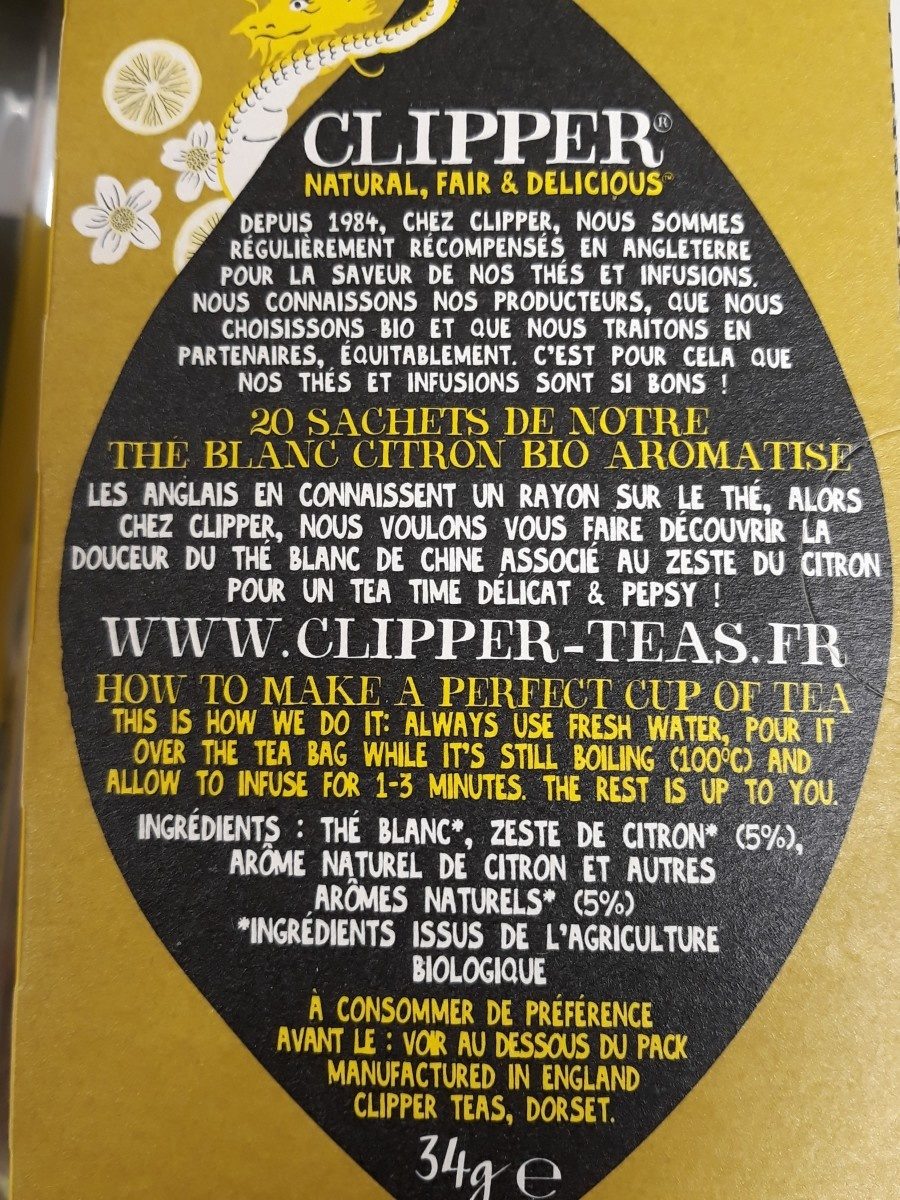 CLIPPER®
NATURAL, FAIR & DELICIOUS™
DEPUIS 1984, CHEZ CLIPPER, NOUS SOMMES
RÉGULIÈREMENT RÉCOMPENSÉS EN ANGLETERRE
POUR LA SAVEUR DE NOS THÉS ET INFUSIONS.
NOUS CONNAISSONS NOS PRODUCTEURS, QUE NOUS
CHOISISSONS BIO ET QUE NOUS TRAITONS EN
PARTENAIRES, ÉQUITABLEMENT. C'EST POUR CELA QUE
NOS THÉS ET INFUSIONS SONT SI BONS !
20 SACHETS DE NOTRE
THÉ BLANC CITRON BIO AROMATISÉ
LES ANGLAIS EN CONNAISSENT UN RAYON SUR LE THÉ, ALORS
CHEZ CLIPPER, NOUS VOULONS VOUS FAIRE DÉCOUVRIR LA
DOUCEUR DU THÉ BLANC DE CHINE ASSOCIÉ AU ZESTE DU CITRON
POUR UN TEA TIME DÉLICAT & PEPSY !
WWW.CLIPPER-TEAS.FR
HOW TO MAKE A PERFECT CUP OF TEA
THIS IS HOW WE DO IT: ALWAYS USE FRESH WATER, POUR IT
OVER THE TEA BAG WHILE IT'S STILL BOILING (100°C) AND
ALLOW TO INFUSE FOR 1-3 MINUTES. THE REST IS UP TO YOU.
INGRÉDIENTS : THÉ BLANC*, ZESTE DE CITRON* (5%),
ARÔME NATUREL DE CITRON ET AUTRES
ARÔMES NATURELS* (5%)
*INGRÉDIENTS ISSUS DE L'AGRICULTURE
BIOLOGIQUE
À CONSOMMER DE PRÉFÉRENCE
AVANT LE : VOIR AU DESSOUS DU PACK
MANUFACTURED IN ENGLAND
CLIPPER TEAS, DORSET.
34g e